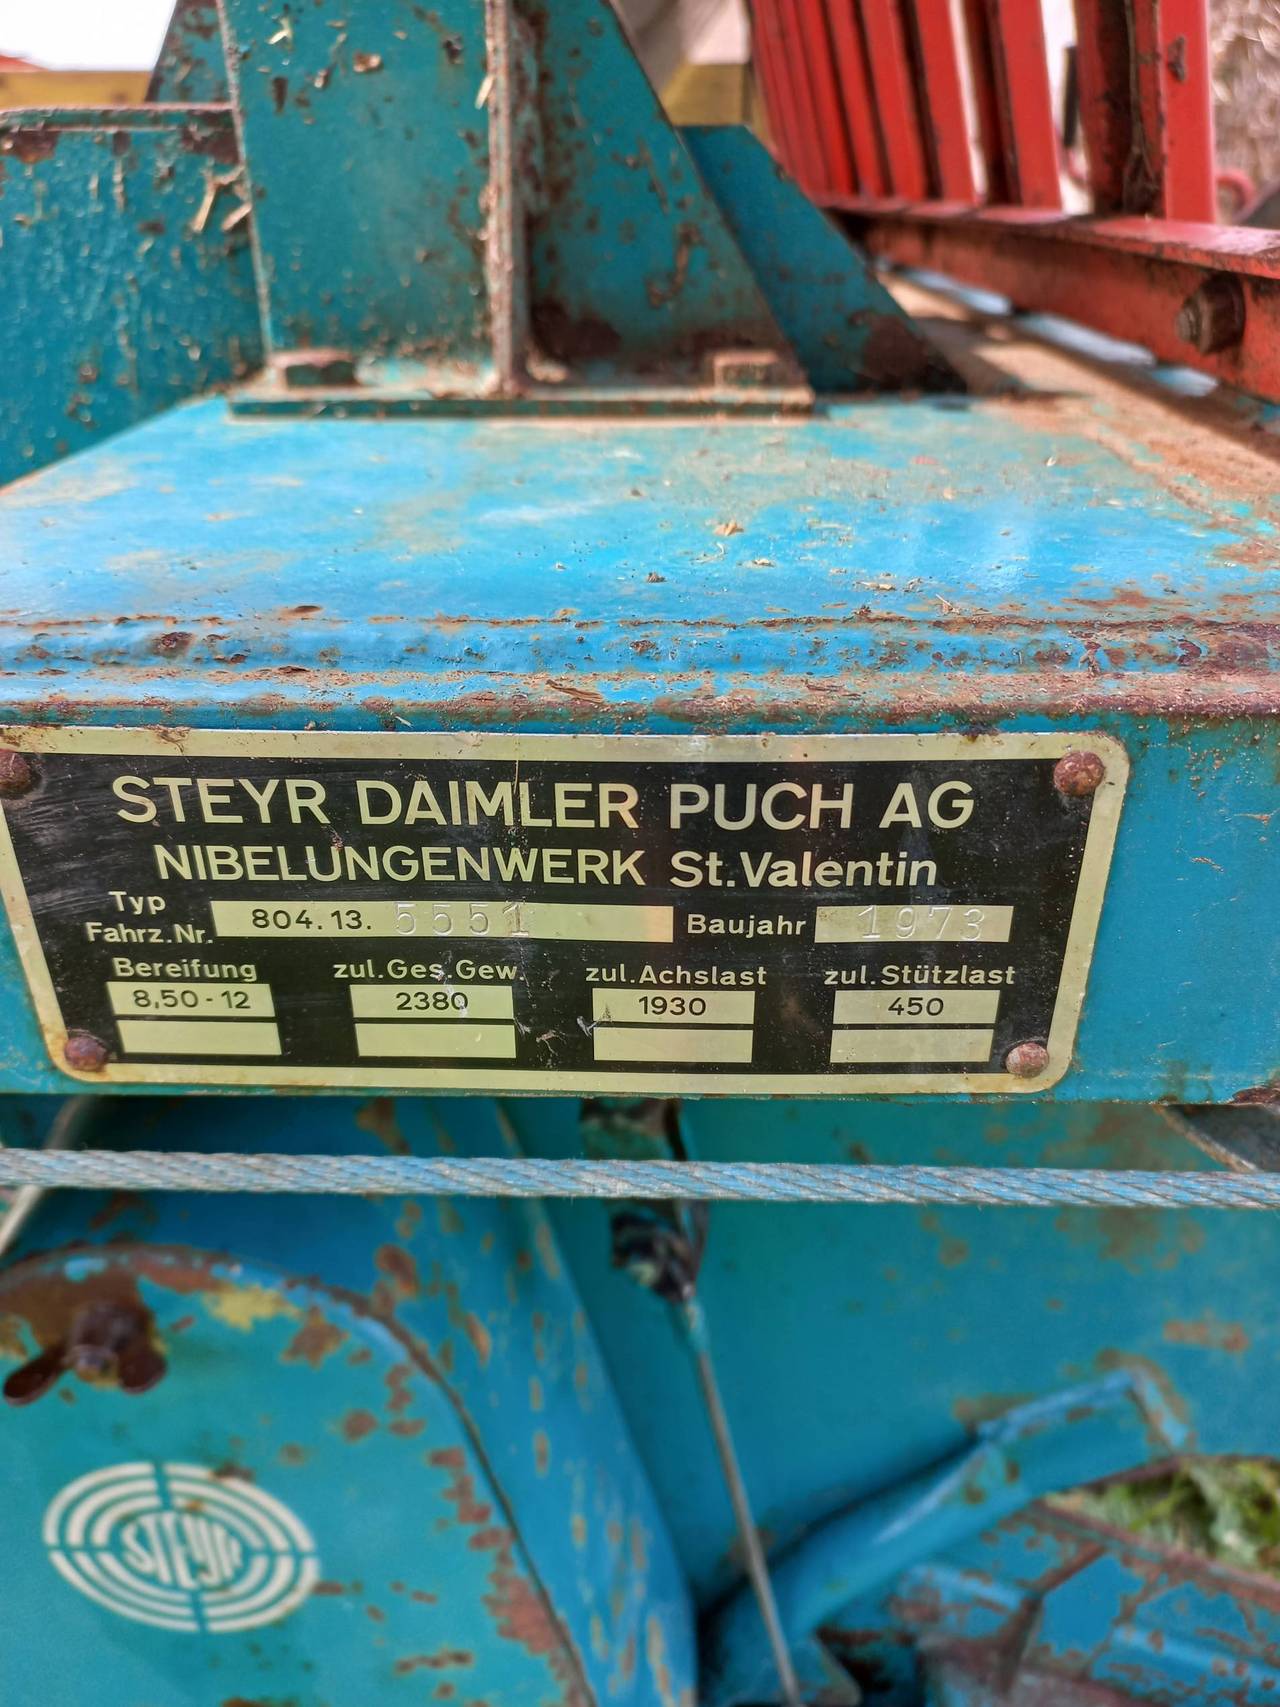 STEYR DAIMLER PUCH AG
NIBELUNGENWERK St.Valentin
Typ
Fahrz.Nr. 804.13. 5551 Baujahr 1973
Bereifung zul.Ges.Gew. zul.Achslast zul.Stützlast
8,50-12 2380 1930 450
STEYR